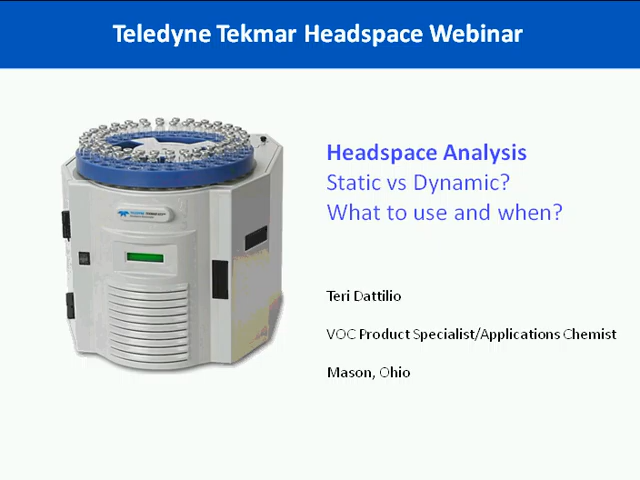 Teledyne Tekmar Headspace Webinar
Headspace Analysis
Static vs Dynamic?
What to use and when?
Teri Dattilio
VOC Product Specialist/Applications Chemist
Mason, Ohio